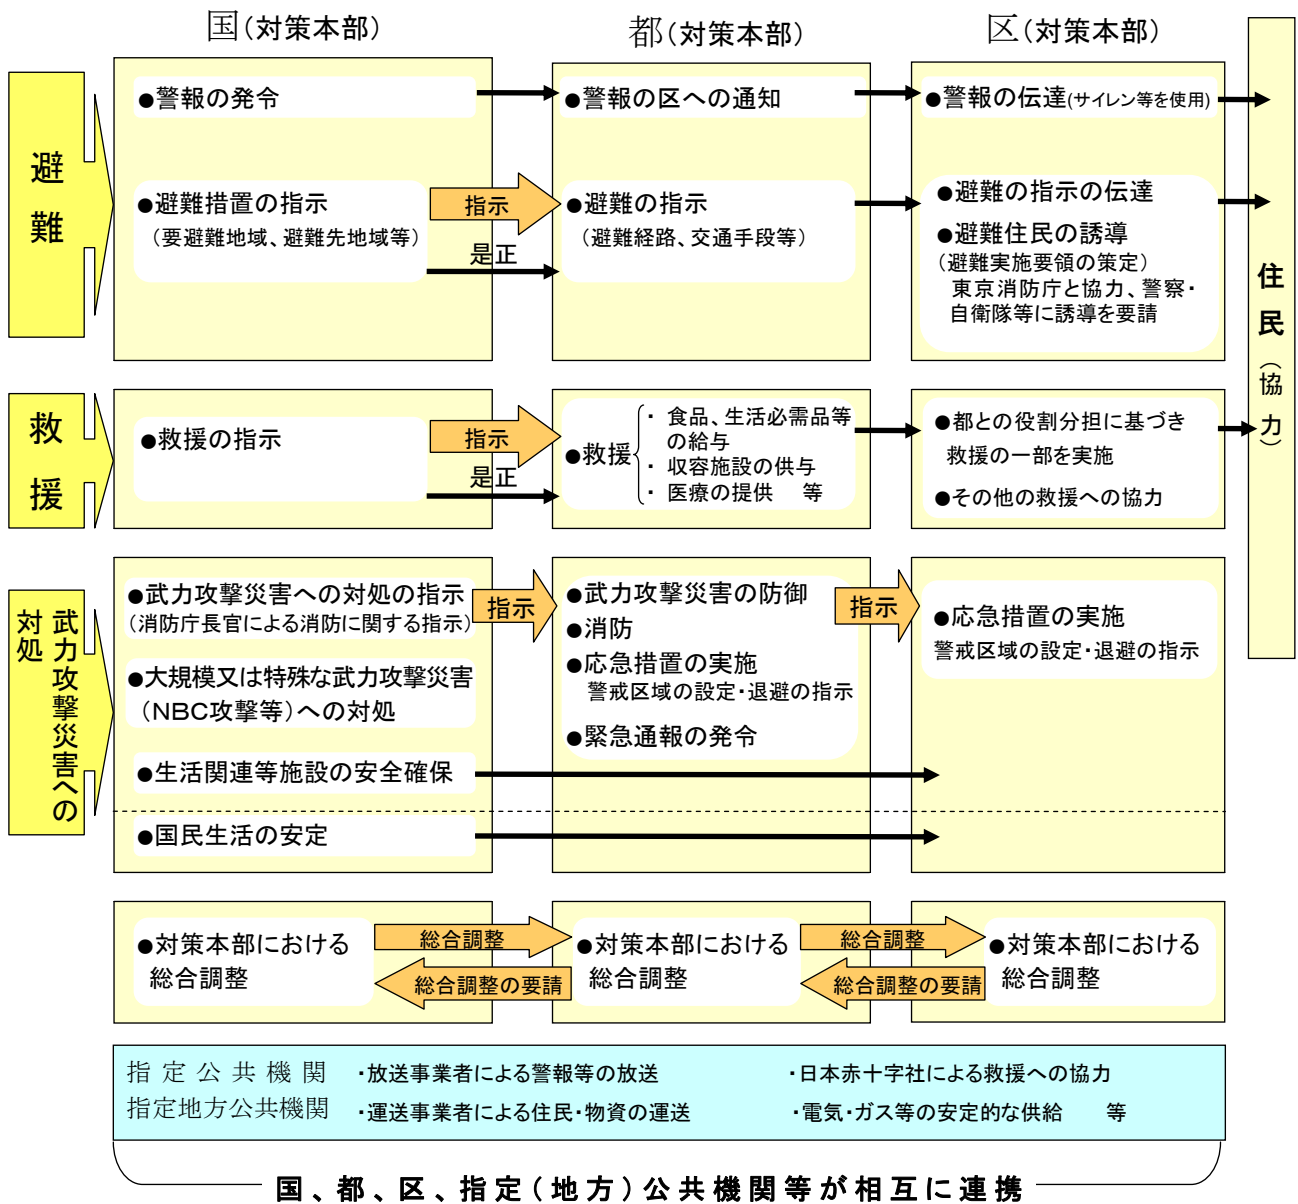 国(対策本部)
都(対策本部)
区(対策本部)
避難
●警報の発令
●警報の区への通知
●警報の伝達(サイレン等を使用)
●避難措置の指示
(要避難地域、避難先地域等)
指示
是正
●避難の指示
(避難経路、交通手段等)
●避難の指示の伝達
●避難住民の誘導
(避難実施要領の策定)
東京消防庁と協力、警察・
自衛隊等に誘導を要請
住民(協力)
救援
●救援の指示
指示
是正
●救援
・ 食品、生活必需品等
の給与
・ 収容施設の供与
・ 医療の提供 等
●都との役割分担に基づき
救援の一部を実施
●その他の救援への協力
武力攻撃災害への
対処
●武力攻撃災害への対処の指示
(消防庁長官による消防に関する指示)
●大規模又は特殊な武力攻撃災害
(NBC攻撃等)への対処
●生活関連等施設の安全確保
●国民生活の安定
指示
●武力攻撃災害の防御
●消防
●応急措置の実施
警戒区域の設定・退避の指示
●緊急通報の発令
指示
●応急措置の実施
警戒区域の設定・退避の指示
●対策本部における
総合調整
総合調整
総合調整の要請
●対策本部における
総合調整
総合調整
総合調整の要請
●対策本部における
総合調整
指定公共機関
指定地方公共機関
・放送事業者による警報等の放送
・運送事業者による住民・物資の運送
・日本赤十字社による救援への協力
・電気・ガス等の安定的な供給 等
国、都、区、指定(地方)公共機関等が相互に連携